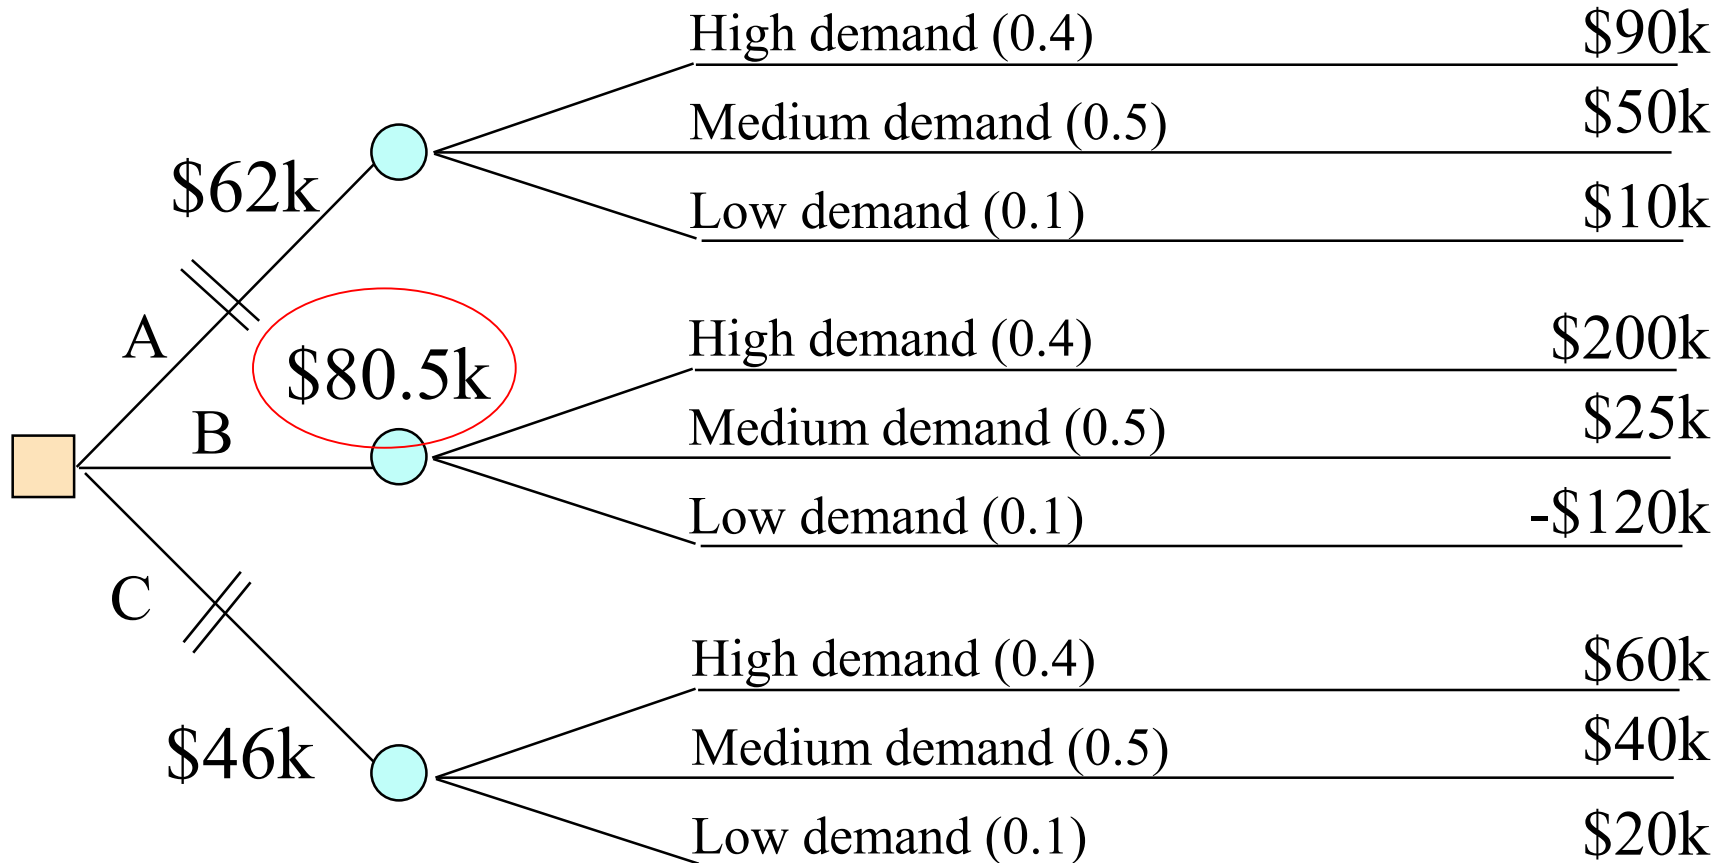 High demand (0.4) $90k
Medium demand (0.5) $50k
$62k
Low demand (0.1) $10k
A
$80.5k
High demand (0.4) $200k
B
Medium demand (0.5) $25k
Low demand (0.1) -$120k
C
High demand (0.4) $60k
$46k
Medium demand (0.5) $40k
Low demand (0.1) $20k